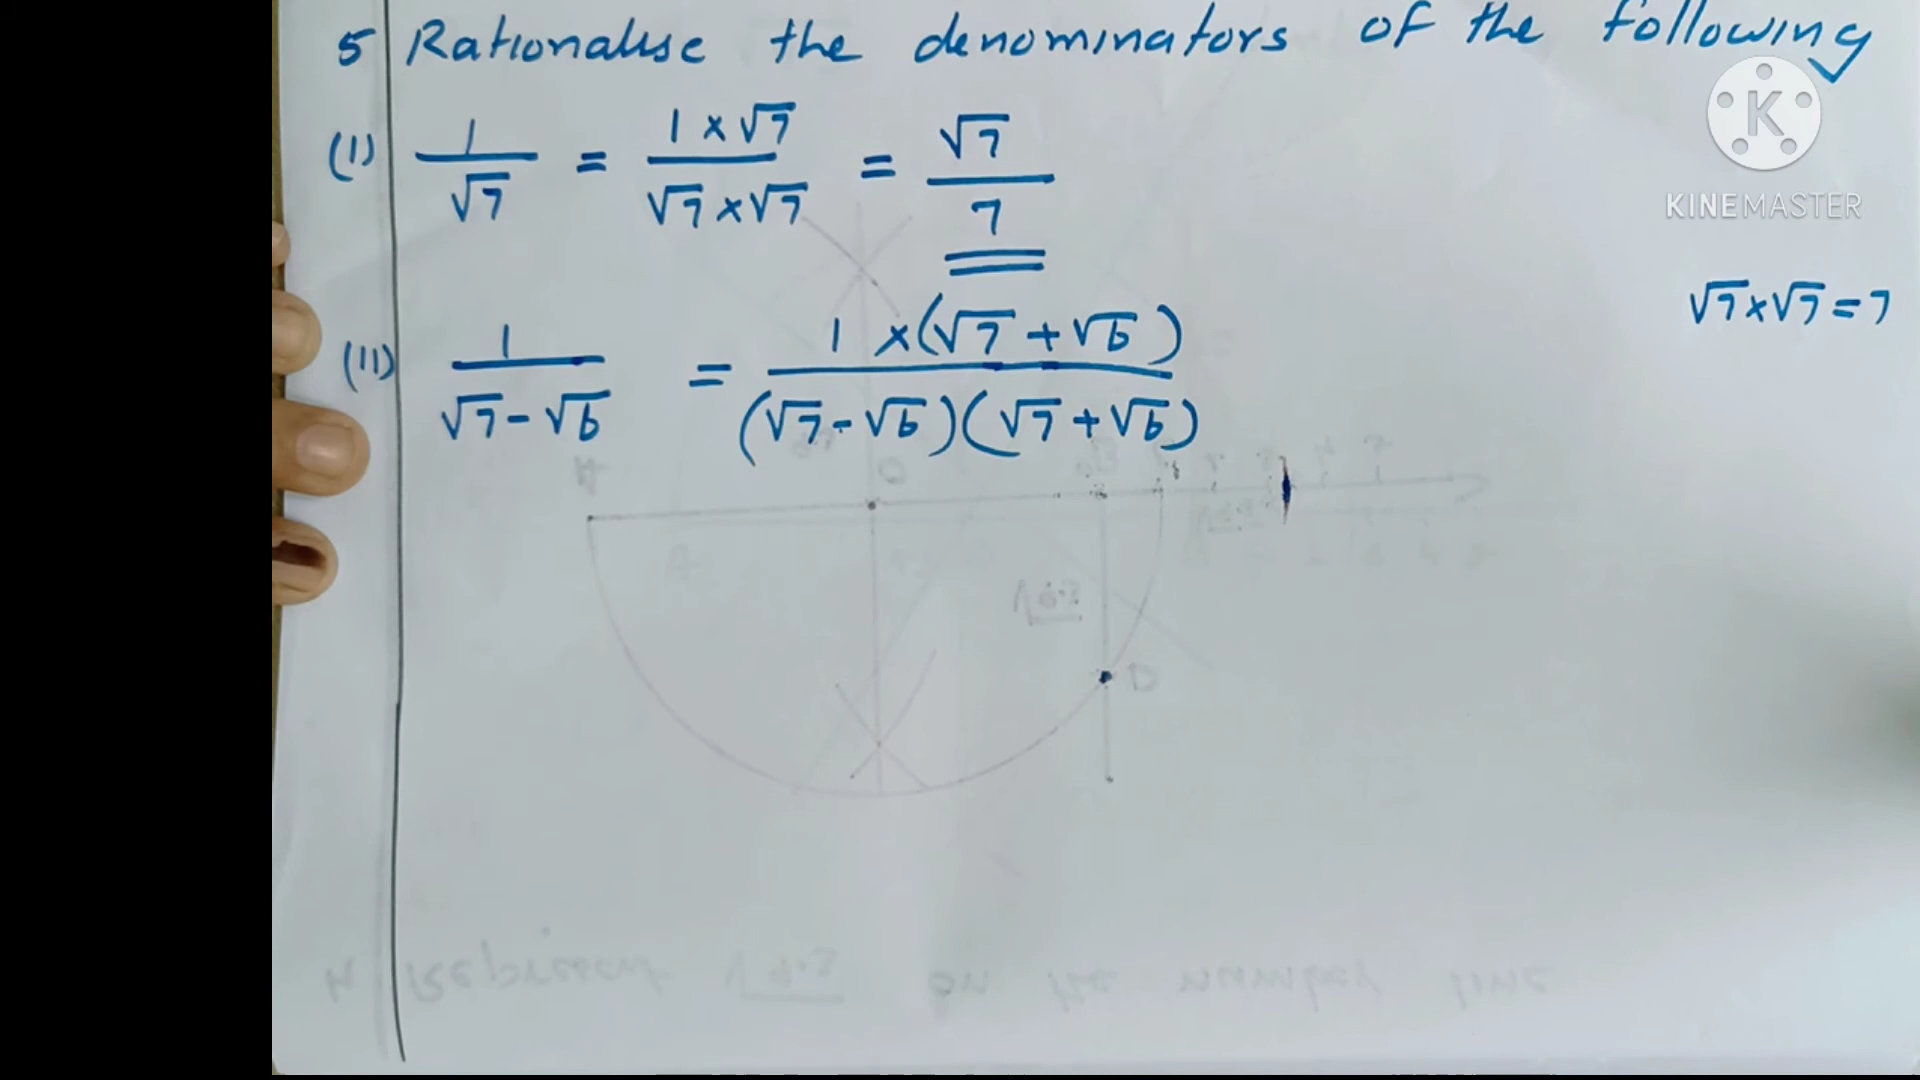 5 Rationalise the denominators of the following
KINEMASTER
(I) 1/√7 = 1 × √7/√7 × √7 = √7/7
√7 × √7 = 7
(II) 1/√7 - √6 = 1 × (√7 + √6)/(√7 - √6)(√7 + √6)